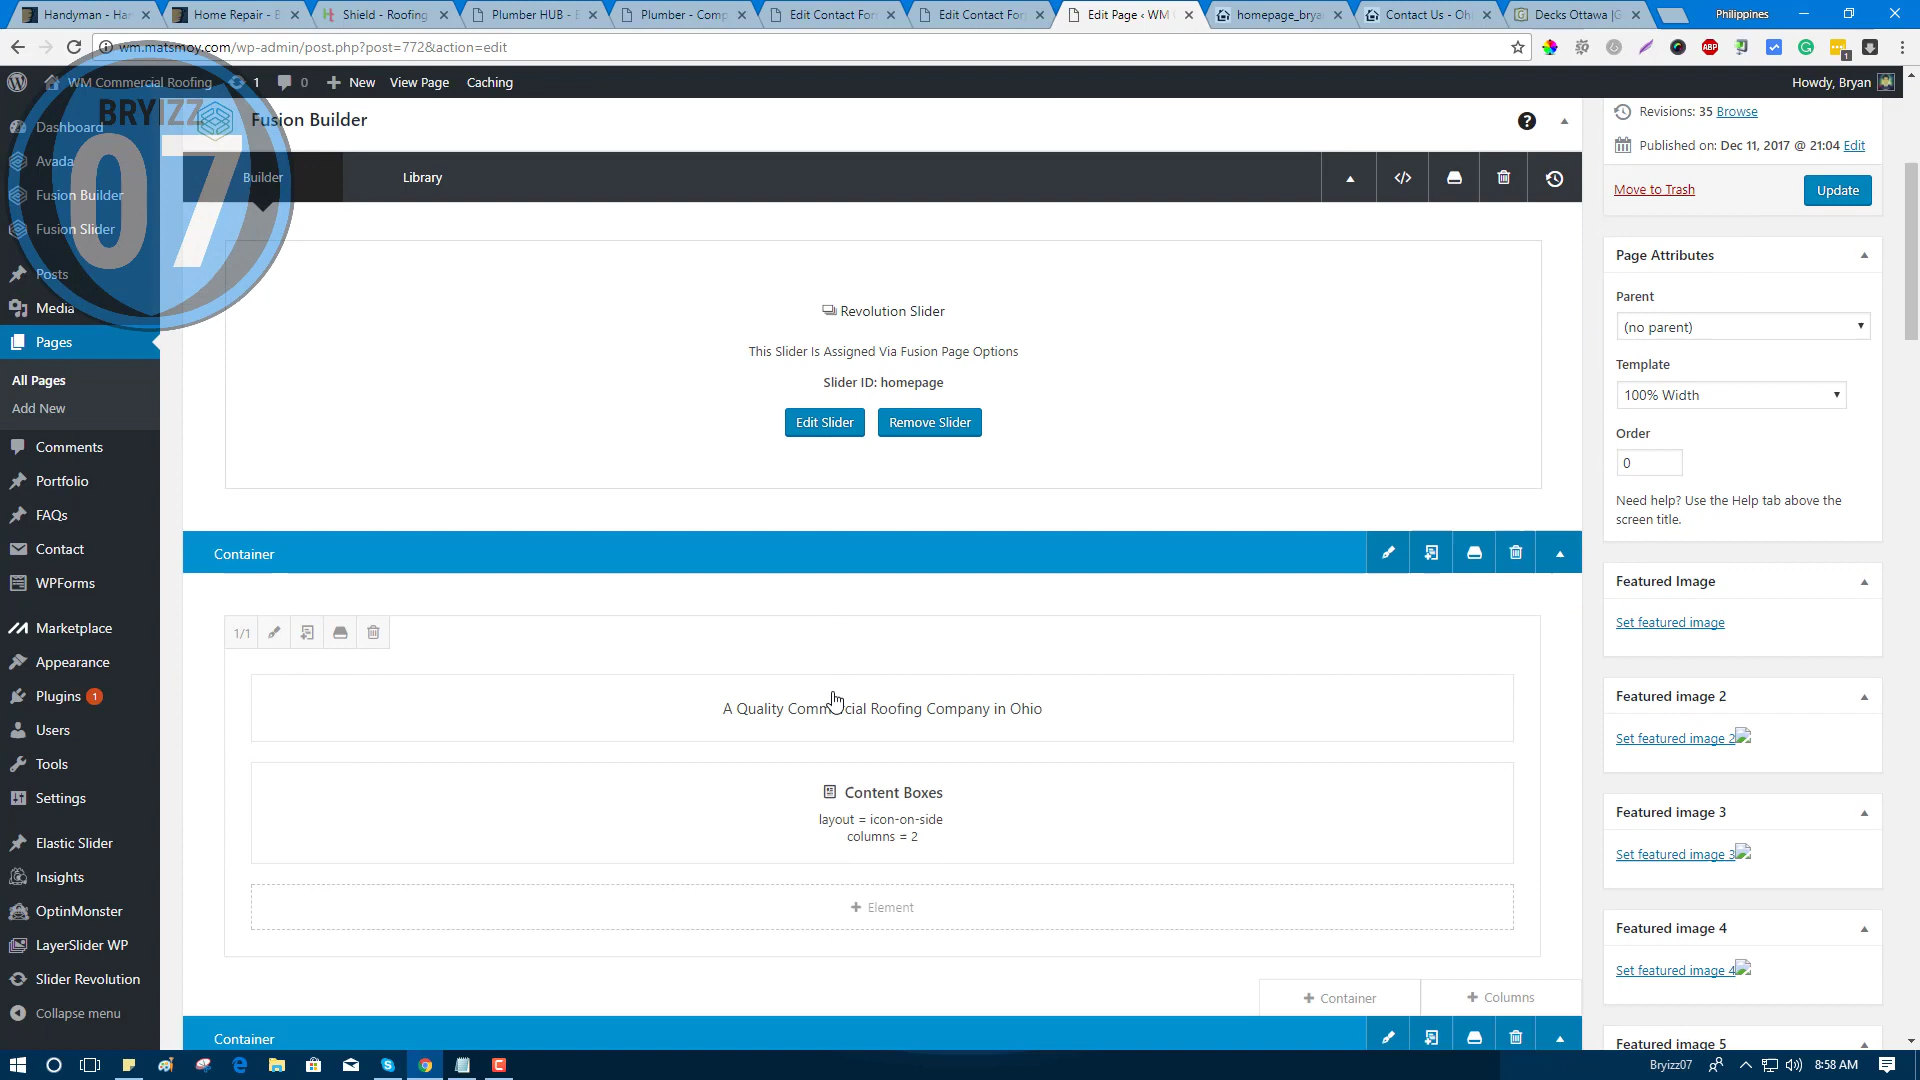 Handyman - Han
Home Repair - B
Shield - Roofing
Plumber HUB - E
Plumber - Comp
Edit Contact For
Edit Contact For
Edit Page ‹ WM
homepage_brya
Contact Us - Oh
Decks Ottawa |G
Philippines
wm.matsmoy.com/wp-admin/post.php?post=772&action=edit
ABP
1
WM Commercial Roofing
1
0
New
View Page
Caching
Howdy, Bryan
BRYIZZ
07
Dashboard
Avada
Fusion Builder
Fusion Slider
Posts
Media
Pages
All Pages
Add New
Comments
Portfolio
FAQs
Contact
WPForms
Marketplace
Appearance
Plugins 1
Users
Tools
Settings
Elastic Slider
Insights
OptinMonster
LayerSlider WP
Slider Revolution
Collapse menu
Fusion Builder
Builder
Library
Revolution Slider
This Slider Is Assigned Via Fusion Page Options
Slider ID: homepage
Edit Slider
Remove Slider
Container
1/1
A Quality Commercial Roofing Company in Ohio
Content Boxes
layout = icon-on-side
columns = 2
Element
Container
Columns
Container
Revisions: 35 Browse
Published on: Dec 11, 2017 @ 21:04 Edit
Move to Trash
Update
Page Attributes
Parent
(no parent)
Template
100% Width
Order
0
Need help? Use the Help tab above the
screen title.
Featured Image
Set featured image
Featured image 2
Set featured image 2
Featured image 3
Set featured image 3
Featured image 4
Set featured image 4
Featured image 5
Bryizz07
8:58 AM